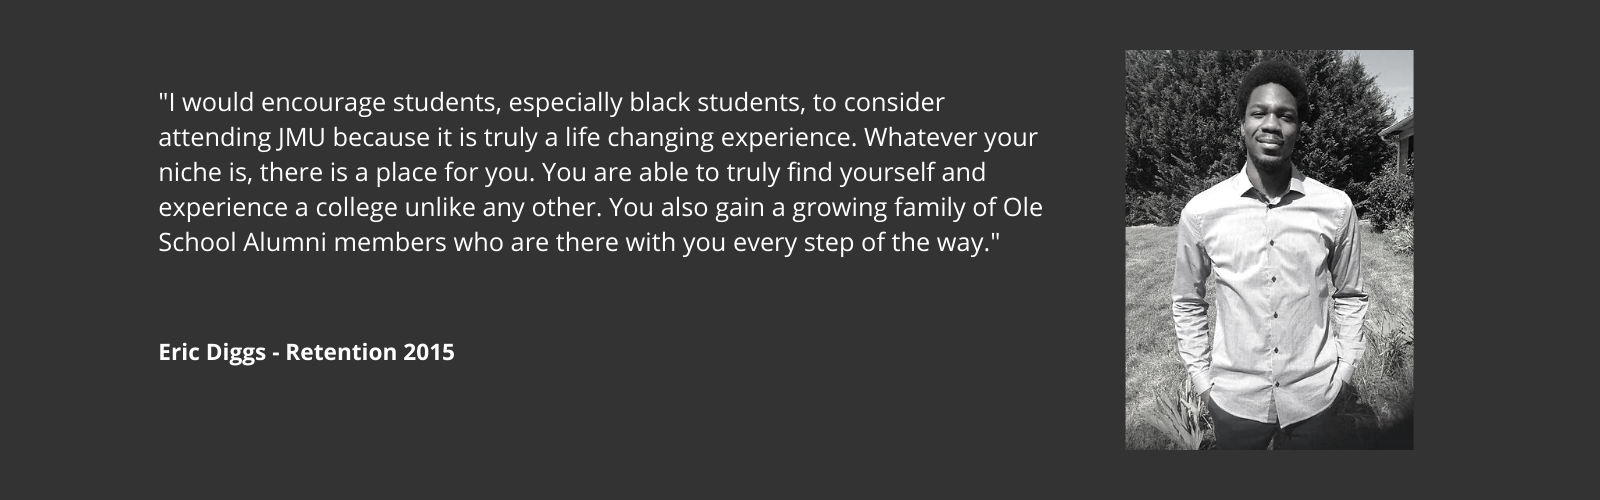 "I would encourage students, especially black students, to consider
attending JMU because it is truly a life changing experience. Whatever your
niche is, there is a place for you. You are able to truly find yourself and
experience a college unlike any other. You also gain a growing family of Ole
School Alumni members who are there with you every step of the way."
Eric Diggs - Retention 2015